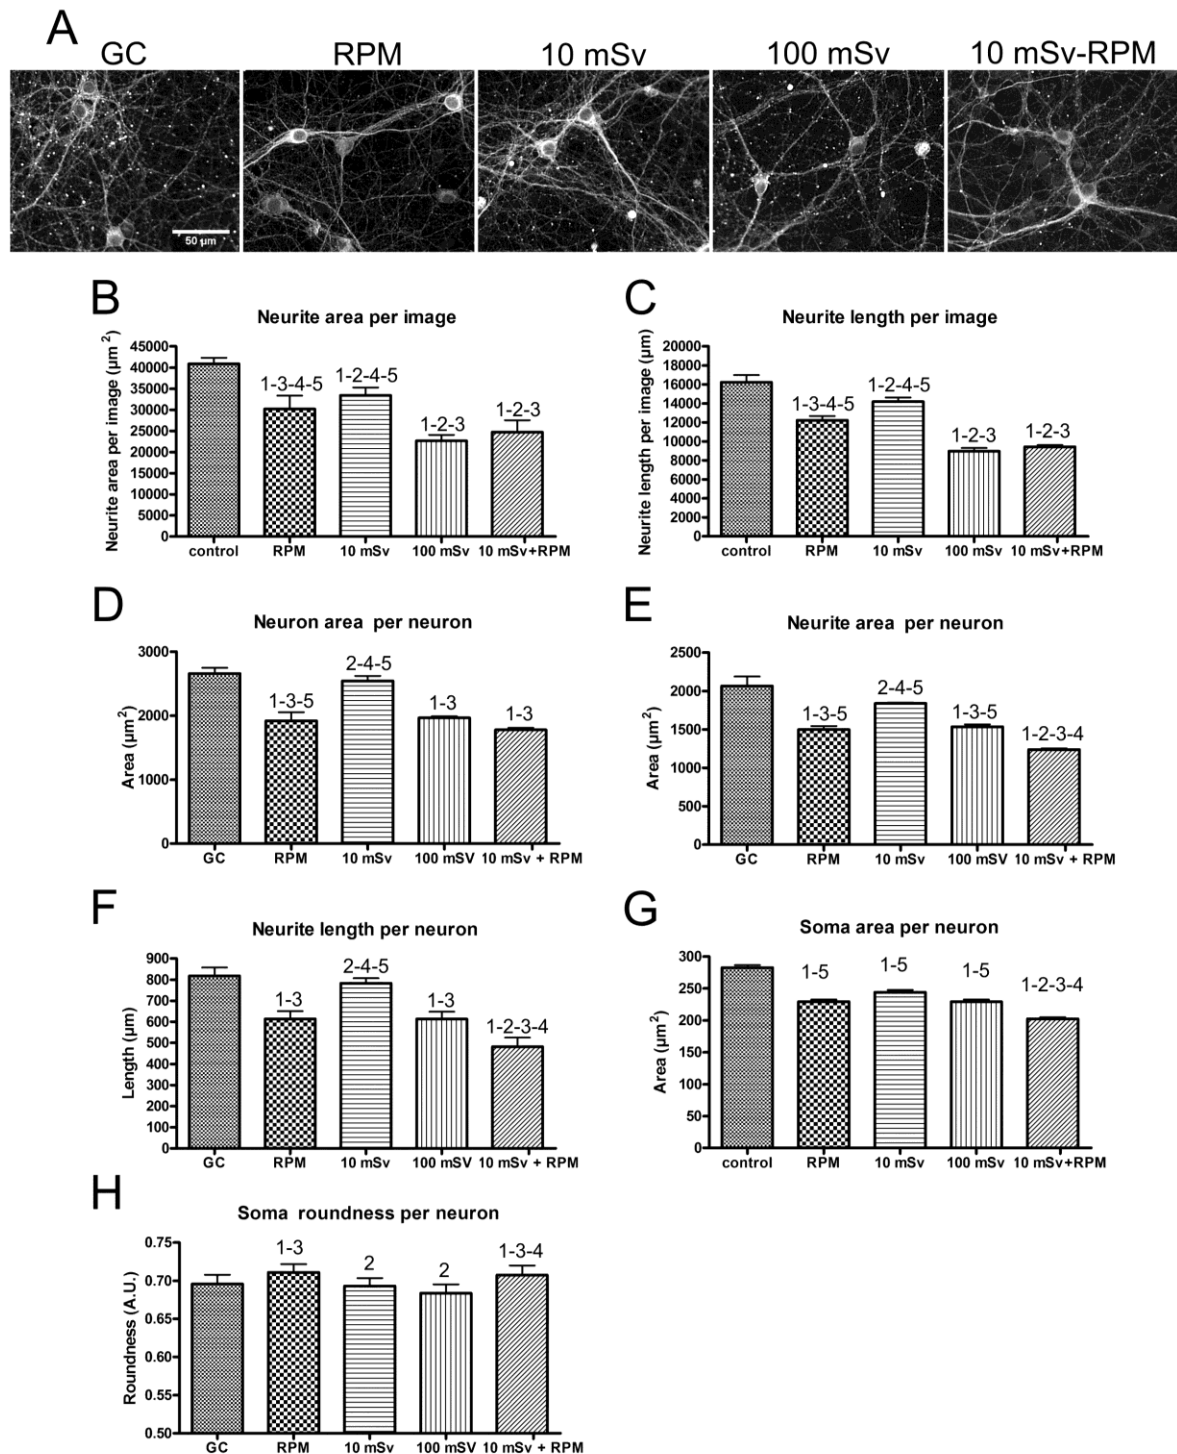 A
GC RPM 10 mSv 100 mSv 10 mSv-RPM
50 µm
B
Neurite area per image
Neurite area per image (µm²)
45000
40000
35000
30000
25000
20000
15000
10000
5000
0
1-3-4-5
1-2-4-5
1-2-3
1-2-3
control RPM 10 mSv 100 mSv 10 mSv+RPM
C
Neurite length per image
Neurite length per image (µm)
20000
18000
16000
14000
12000
10000
8000
6000
4000
2000
0
1-3-4-5
1-2-4-5
1-2-3
1-2-3
control RPM 10 mSv 100 mSv 10 mSv+RPM
D
Neuron area per neuron
Area (µm²)
3000
2000
1000
0
1-3-5
2-4-5
1-3
1-3
GC RPM 10 mSv 100 mSV 10 mSv + RPM
E
Neurite area per neuron
Area (µm²)
2500
2000
1500
1000
500
0
1-3-5
2-4-5
1-3-5
1-2-3-4
GC RPM 10 mSv 100 mSV 10 mSv + RPM
F
Neurite length per neuron
Length (µm)
900
800
700
600
500
400
300
200
100
0
1-3
2-4-5
1-3
1-2-3-4
GC RPM 10 mSv 100 mSV 10 mSv + RPM
G
Soma area per neuron
Area (µm²)
300
250
200
150
100
50
0
1-5
1-5
1-5
1-2-3-4
control RPM 10 mSv 100 mSv 10 mSv+RPM
H
Soma roundness per neuron
Roundness (A.U.)
0.75
0.70
0.65
0.60
0.55
0.50
1-3
2
2
1-3-4
GC RPM 10 mSv 100 mSV 10 mSv + RPM